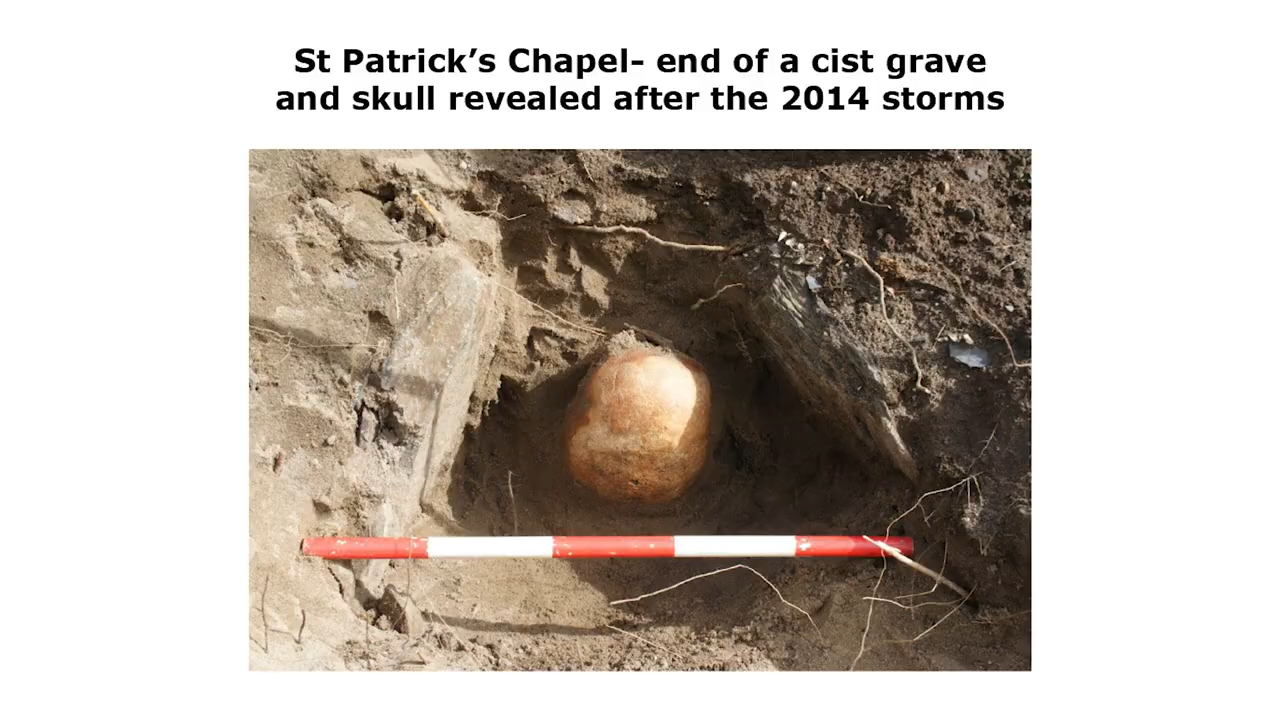 St Patrick’s Chapel- end of a cist grave
and skull revealed after the 2014 storms